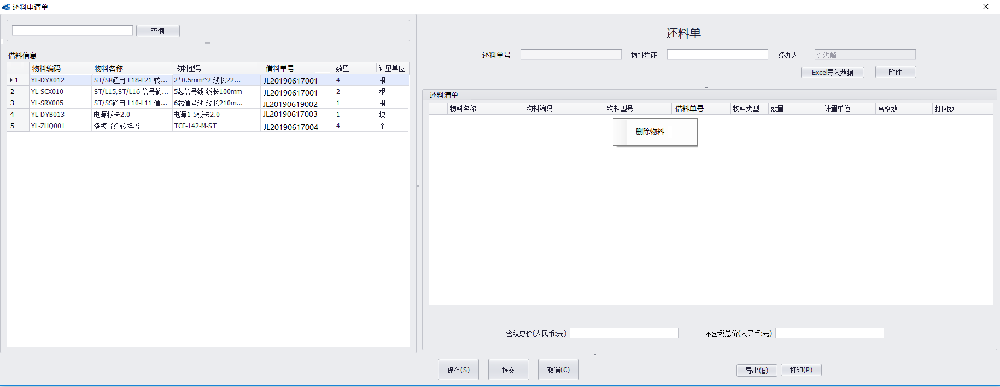 还料申请单
查询
借料信息
物料编码 物料名称 物料型号 借料单号 数量 计量单位
1 YL-DYX012 ST/SR通用 L18-L21 转... 2*0.5mm^2 线长22... JL20190617001 4 根
2 YL-SCX010 ST/L15,ST/L16 信号输... 5芯信号线 线长100mm JL20190617001 2 根
3 YL-SRX005 ST/SS通用 L10-L11 信... 6芯信号线 线长210m... JL20190619002 1 根
4 YL-DYB013 电源板卡2.0 电源1-5板卡2.0 JL20190617003 1 块
5 YL-ZHQ001 多模光纤转换器 TCF-142-M-ST JL20190617004 4 个
还料单
还料单号 物料凭证 经办人 许洪峰
Excel导入数据 附件
还料清单
物料名称 物料编码 物料型号 借料单号 物料类型 数量 计量单位 合格数 打回数
删除物料
含税总价(人民币:元) 不含税总价(人民币:元)
保存(S) 提交 取消(C) 导出(E) 打印(P)